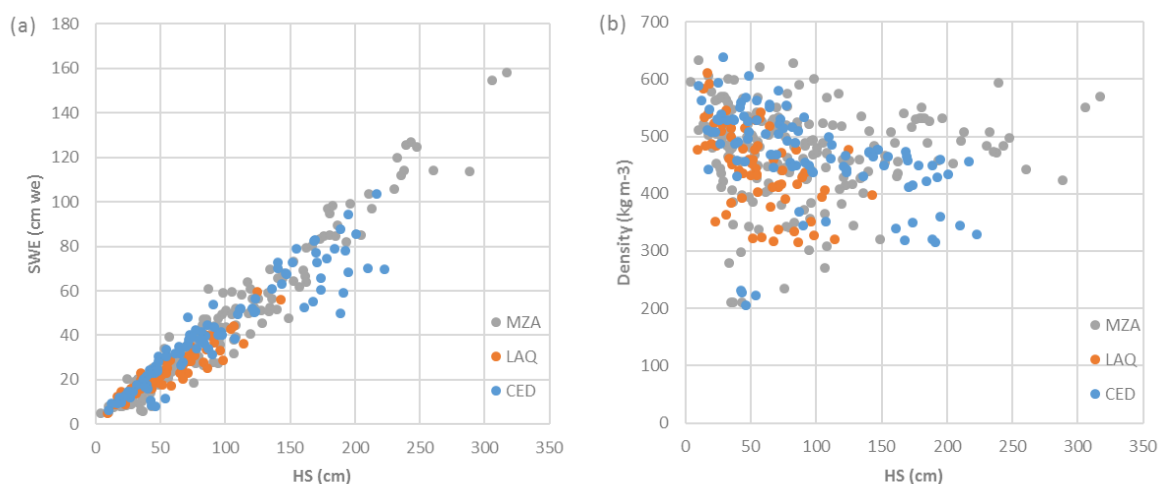 (a)
SWE (cm we)
180
160
140
120
100
80
60
40
20
0
0 50 100 150 200 250 300 350
HS (cm)
MZA
LAQ
CED
(b)
Density (kg m-3)
700
600
500
400
300
200
100
0
0 50 100 150 200 250 300 350
HS (cm)
MZA
LAQ
CED